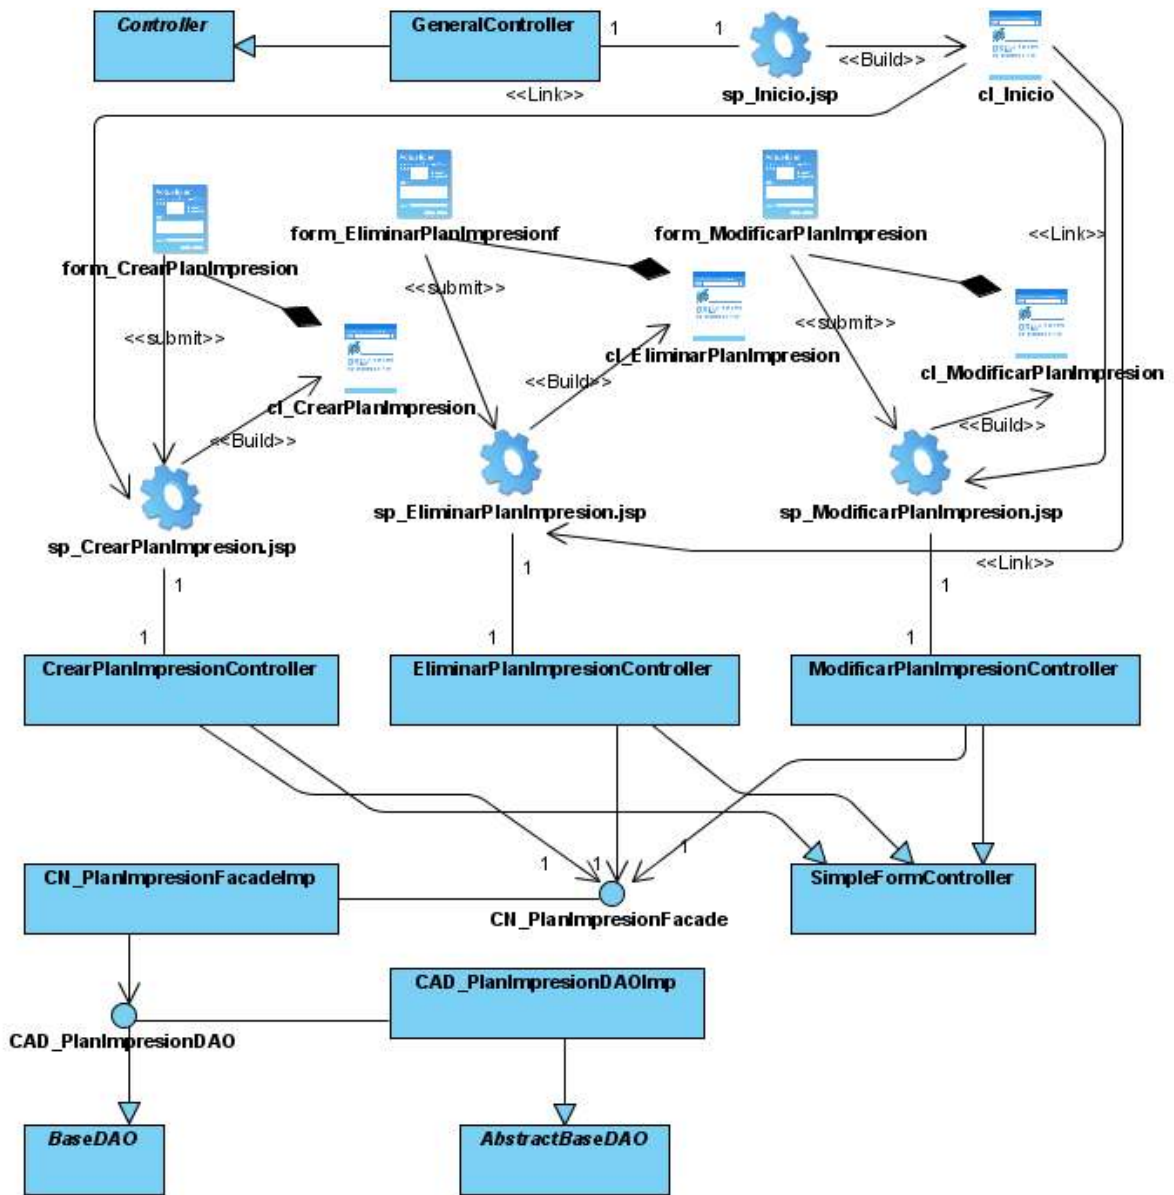 Controller
GeneralController
1
1
<<Build>>
<<Link>>
sp_Inicio.jsp
cl_Inicio
form_CrearPlanImpresion
form_EliminarPlanImpresionf
form_ModificarPlanImpresion
<<Link>>
<<submit>>
<<submit>>
<<submit>>
cl_CrearPlanImpresion
cl_EliminarPlanImpresion
cl_ModificarPlanImpresion
<<Build>>
<<Build>>
<<Build>>
sp_CrearPlanImpresion.jsp
sp_EliminarPlanImpresion.jsp
sp_ModificarPlanImpresion.jsp
<<Link>>
1
1
1
1
1
1
CrearPlanImpresionController
EliminarPlanImpresionController
ModificarPlanImpresionController
1
1
1
CN_PlanImpresionFacadeImp
CN_PlanImpresionFacade
SimpleFormController
CAD_PlanImpresionDAOImp
CAD_PlanImpresionDAO
BaseDAO
AbstractBaseDAO